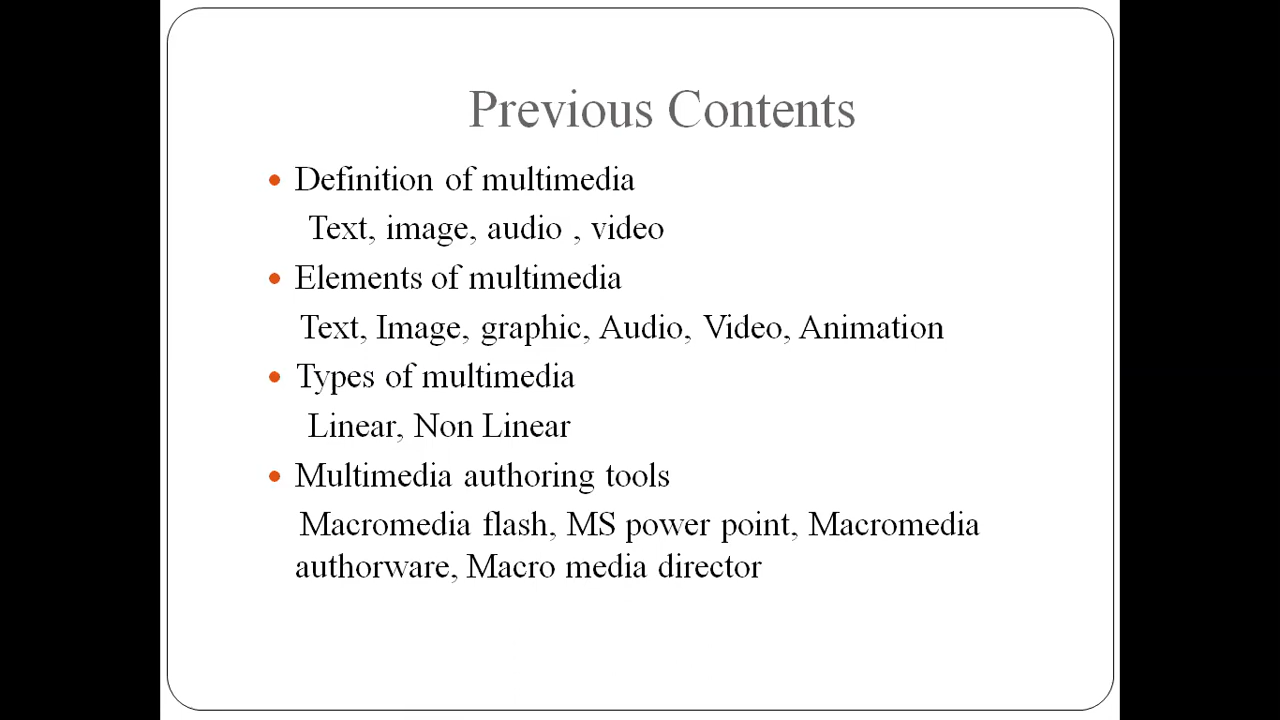 Previous Contents
• Definition of multimedia
Text, image, audio , video
• Elements of multimedia
Text, Image, graphic, Audio, Video, Animation
• Types of multimedia
Linear, Non Linear
• Multimedia authoring tools
Macromedia flash, MS power point, Macromedia
authorware, Macro media director